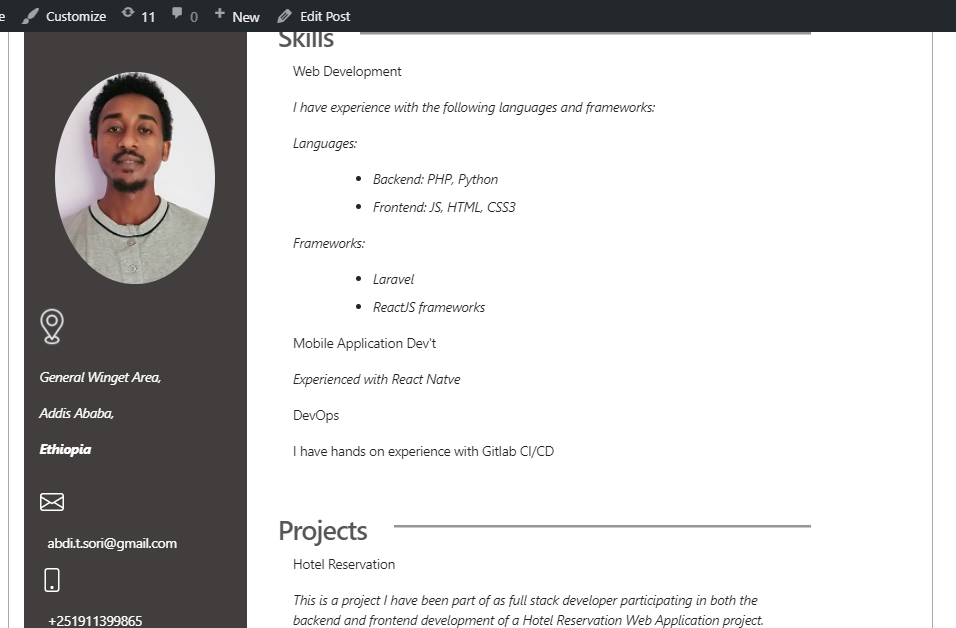 e Customize 11 0 New Edit Post
General Winget Area,
Addis Ababa,
Ethiopia
abdi.t.sori@gmail.com
+251911399865
Skills
Web Development
I have experience with the following languages and frameworks:
Languages:
• Backend: PHP, Python
• Frontend: JS, HTML, CSS3
Frameworks:
• Laravel
• ReactJS frameworks
Mobile Application Dev't
Experienced with React Natve
DevOps
I have hands on experience with Gitlab CI/CD
Projects
Hotel Reservation
This is a project I have been part of as full stack developer participating in both the
backend and frontend development of a Hotel Reservation Web Application project.